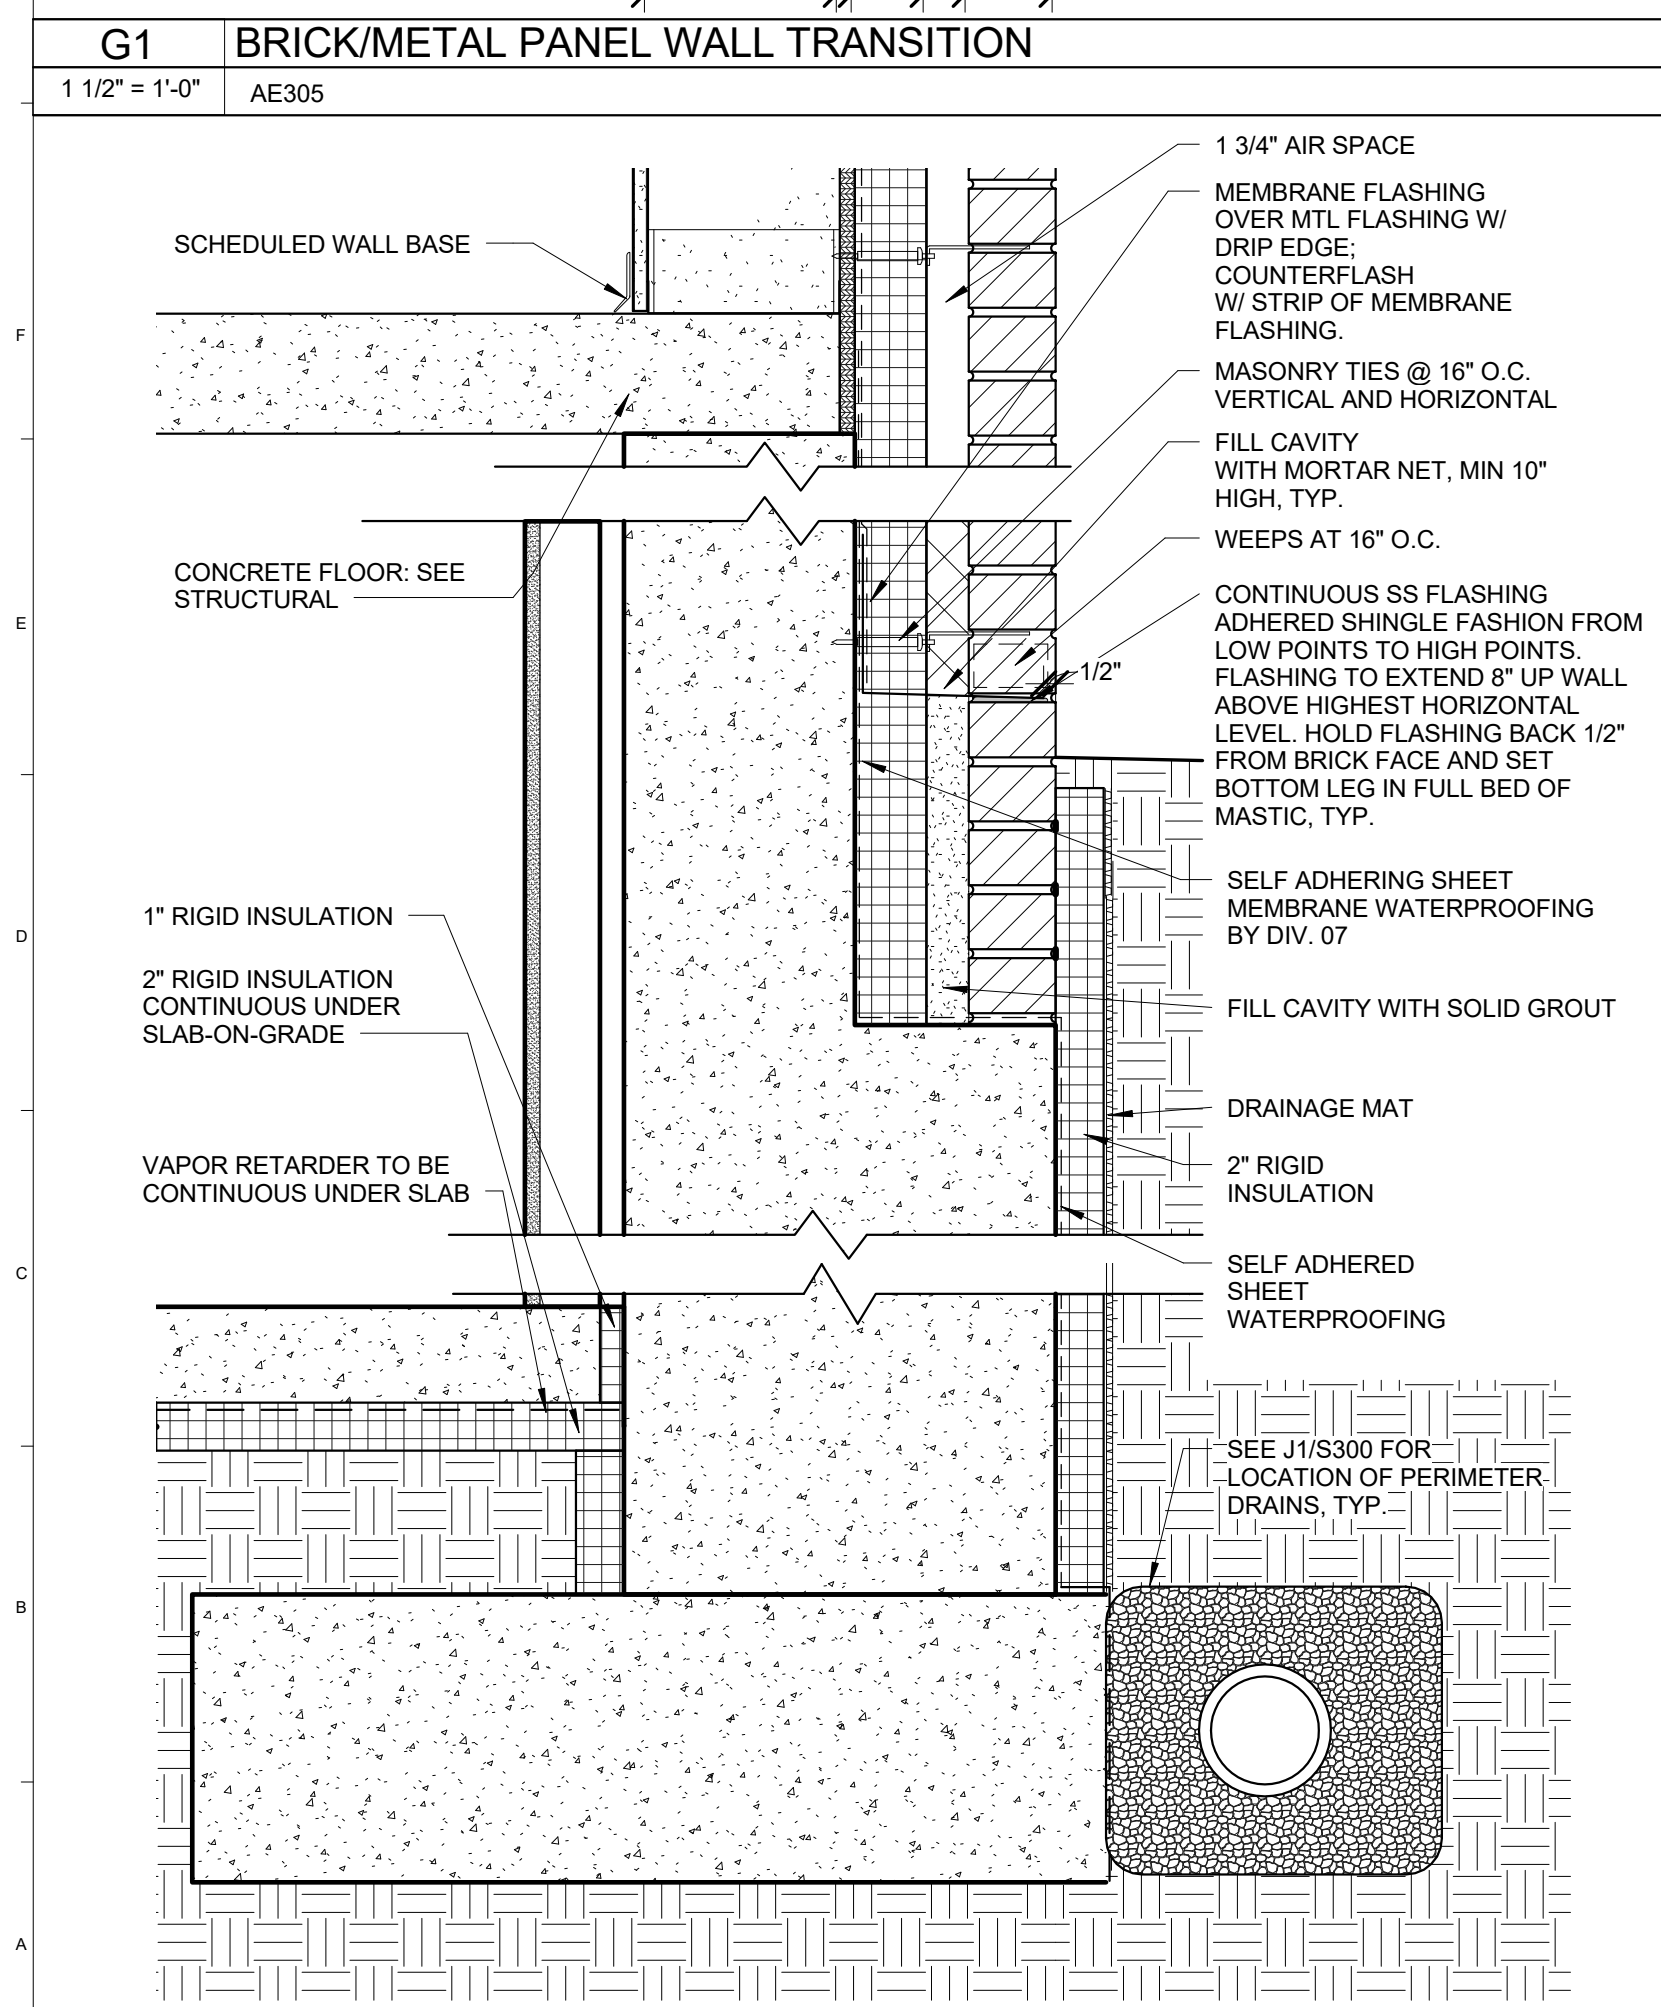 G1
BRICK/METAL PANEL WALL TRANSITION
1 1/2" = 1'-0"
AE305
1 3/4" AIR SPACE
MEMBRANE FLASHING
OVER MTL FLASHING W/
DRIP EDGE;
COUNTERFLASH
W/ STRIP OF MEMBRANE
FLASHING.
SCHEDULED WALL BASE
F
MASONRY TIES @ 16" O.C.
VERTICAL AND HORIZONTAL
FILL CAVITY
WITH MORTAR NET, MIN 10"
HIGH, TYP.
WEEPS AT 16" O.C.
CONCRETE FLOOR: SEE
STRUCTURAL
E
CONTINUOUS SS FLASHING
ADHERED SHINGLE FASHION FROM
LOW POINTS TO HIGH POINTS.
FLASHING TO EXTEND 8" UP WALL
ABOVE HIGHEST HORIZONTAL
LEVEL. HOLD FLASHING BACK 1/2"
FROM BRICK FACE AND SET
BOTTOM LEG IN FULL BED OF
MASTIC, TYP.
1/2"
SELF ADHERING SHEET
MEMBRANE WATERPROOFING
BY DIV. 07
1" RIGID INSULATION
D
2" RIGID INSULATION
CONTINUOUS UNDER
SLAB-ON-GRADE
FILL CAVITY WITH SOLID GROUT
DRAINAGE MAT
VAPOR RETARDER TO BE
CONTINUOUS UNDER SLAB
2" RIGID
INSULATION
C
SELF ADHERED
SHEET
WATERPROOFING
SEE J1/S300 FOR
LOCATION OF PERIMETER
DRAINS, TYP.
B
A